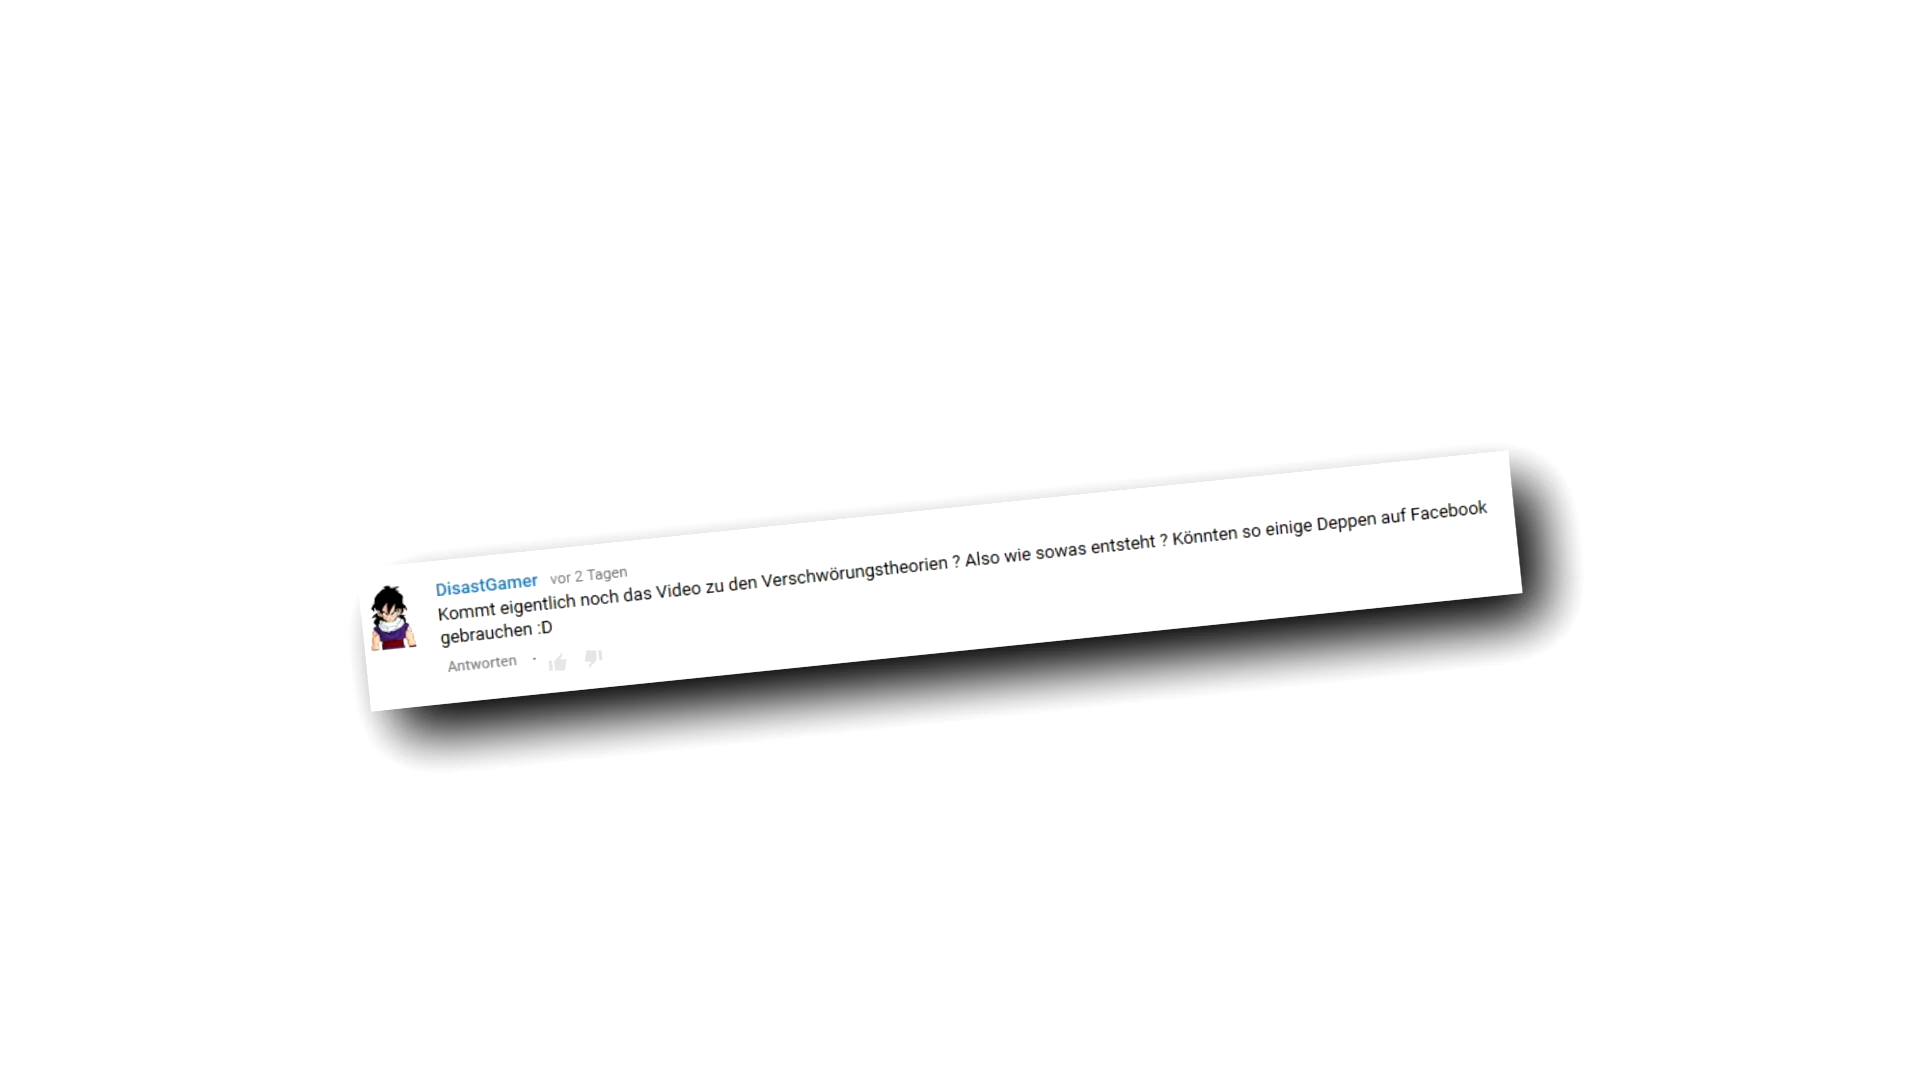 DisastGamer vor 2 Tagen
Kommt eigentlich noch das Video zu den Verschwörungstheorien ? Also wie sowas entsteht ? Könnten so einige Deppen auf Facebook
gebrauchen :D
Antworten ·